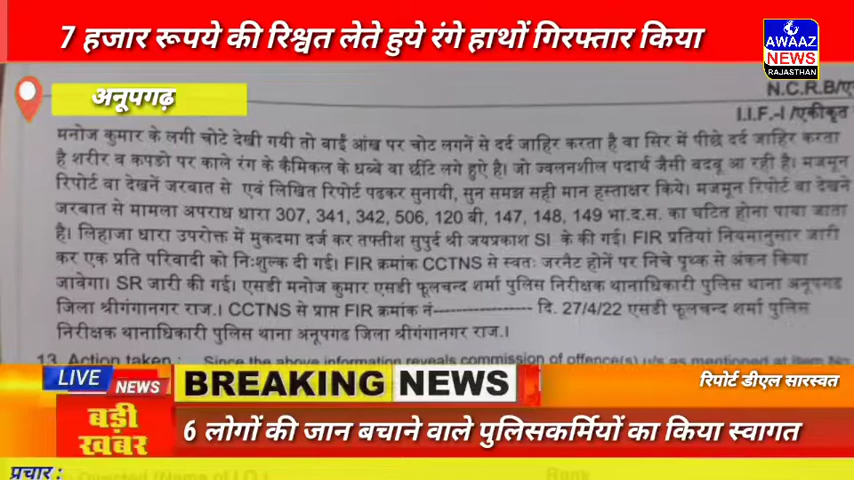 7 हजार रूपये की रिश्वत लेते हुये रंगे हाथों गिरफ्तार किया
AWAAZ
NEWS
RAJASTHAN
अनूपगढ़
N.C.R.B/ए
I.I.F.-I /एकीकृत
मनोज कुमार के लगी चोटे देखी गयी तो बाईं आंख पर चोट लगनें से दर्द जाहिर करता है वा सिर में पीछे दर्द जाहिर करता
है शरीर व कपडो पर काले रंग के कैमिकल के धब्बे वा छींटे लगे हुऐ है। जो ज्वलनशील पदार्थ जैसी बदबू आ रही है। मजमून
रिपोर्ट वा देखनें जरबात से एवं लिखित रिपोर्ट पढकर सुनायी, सुन समझ सही मान हस्ताक्षर किये। मजमून रिपोर्ट वा देखने
जरबात से मामला अपराध धारा 307, 341, 342, 506, 120 बी, 147, 148, 149 भा.द.स. का घटित होना पाया जाता
है। लिहाजा धारा उपरोक्त में मुकदमा दर्ज कर तफ्तीश सुपुर्द श्री जयप्रकाश SI के की गई। FIR प्रतियां नियमानुसार जारी
कर एक प्रति परिवादी को निःशुल्क दी गई। FIR क्रमांक CCTNS से स्वतः जरनैट होनें पर निचे पृथ्क से अंकन किया
जावेगा। SR जारी की गई। एसडी मनोज कुमार एसडी फूलचन्द शर्मा पुलिस निरीक्षक थानाधिकारी पुलिस थाना अनूपगढ
जिला श्रीगंगानगर राज.। CCTNS से प्राप्त FIR क्रमांक नं---------------- दि. 27/4/22 एसडी फूलचन्द शर्मा पुलिस
निरीक्षक थानाधिकारी पुलिस थाना अनूपगढ जिला श्रीगंगानगर राज.।
13. Action taken : Since the above information reveals commission of offence(s) u/s as mentioned at Item No
LIVE NEWS
BREAKING NEWS
रिपोर्ट डीएल सारस्वत
बड़ी
खबर
6 लोगों की जान बचाने वाले पुलिसकर्मियों का किया स्वागत
प्रचार :